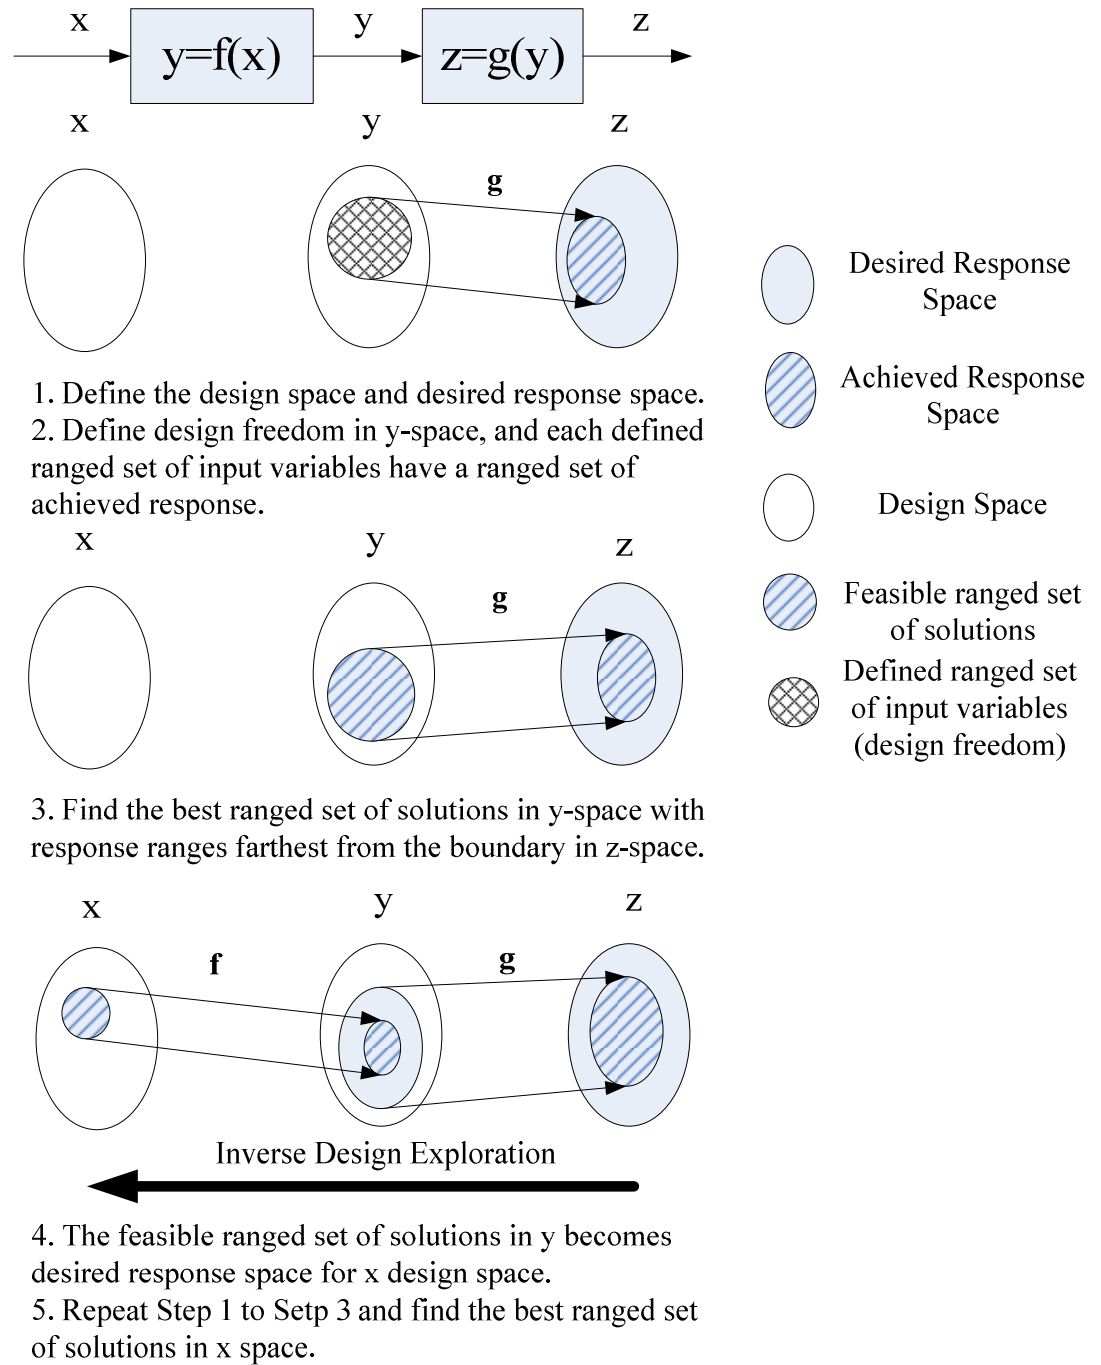 x
y=f(x)
y
z=g(y)
z
x
y
z
g
1. Define the design space and desired response space.
2. Define design freedom in y-space, and each defined
ranged set of input variables have a ranged set of
achieved response.
x
y
z
g
3. Find the best ranged set of solutions in y-space with
response ranges farthest from the boundary in z-space.
x
y
z
f
g
Inverse Design Exploration
4. The feasible ranged set of solutions in y becomes
desired response space for x design space.
5. Repeat Step 1 to Setp 3 and find the best ranged set
of solutions in x space.
Desired Response
Space
Achieved Response
Space
Design Space
Feasible ranged set
of solutions
Defined ranged set
of input variables
(design freedom)